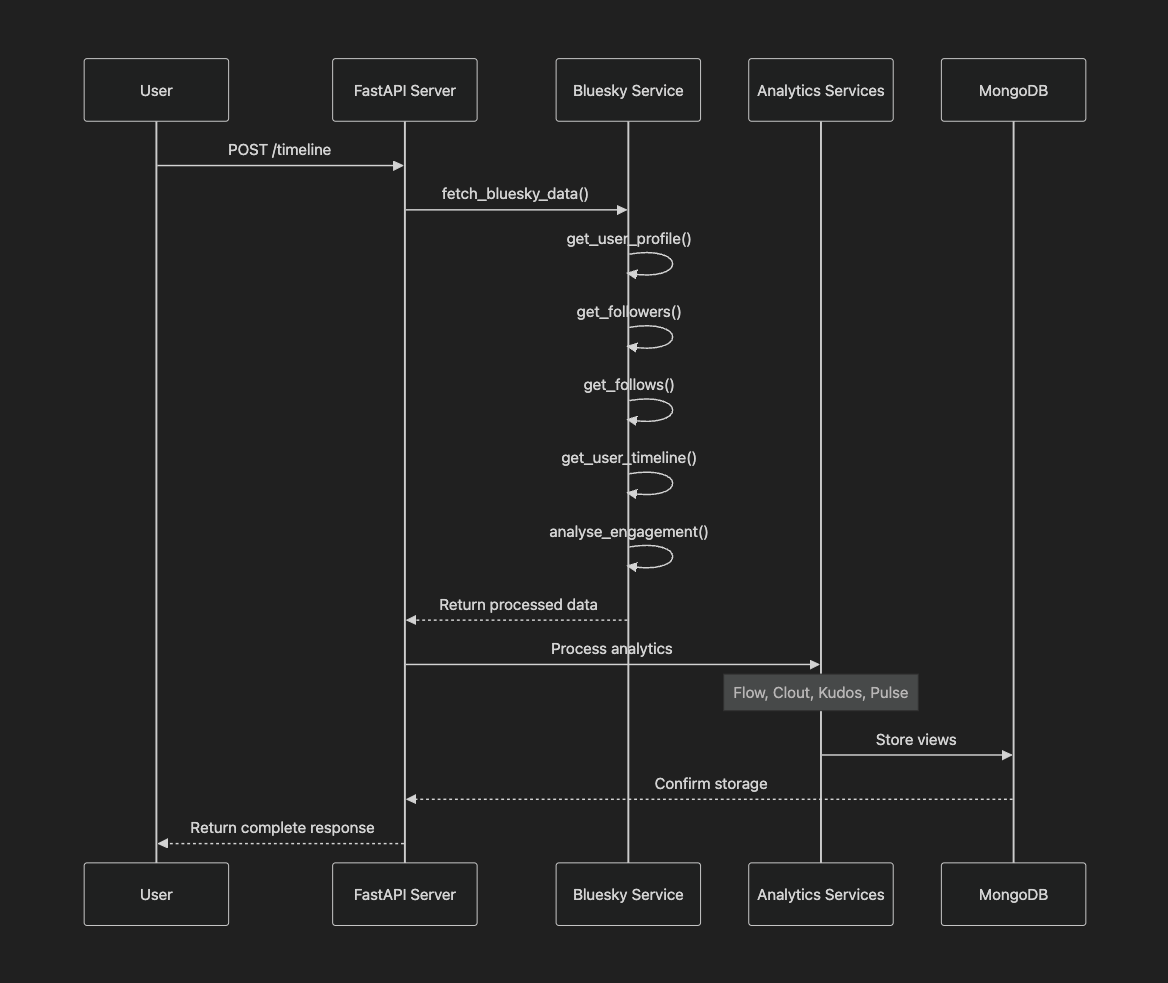 User
FastAPI Server
Bluesky Service
Analytics Services
MongoDB
POST /timeline
fetch_bluesky_data()
get_user_profile()
get_followers()
get_follows()
get_user_timeline()
analyse_engagement()
Return processed data
Process analytics
Flow, Clout, Kudos, Pulse
Store views
Confirm storage
Return complete response
User
FastAPI Server
Bluesky Service
Analytics Services
MongoDB